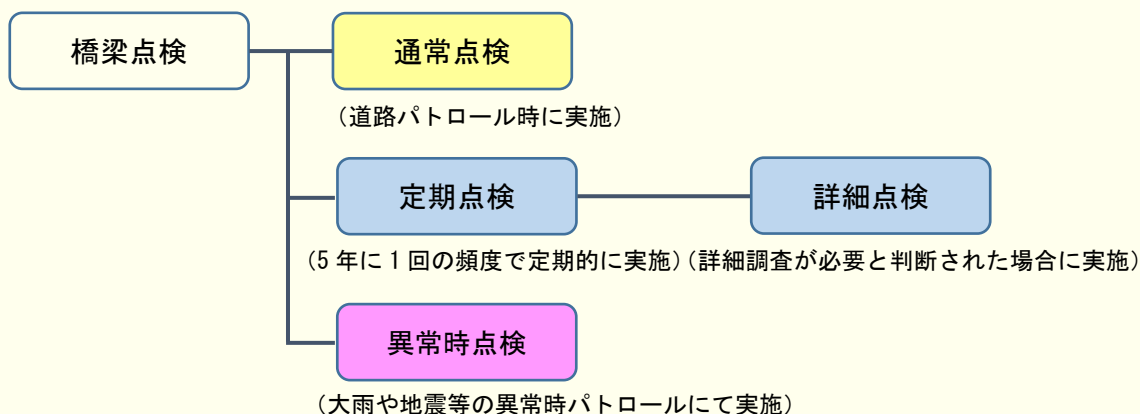 橋梁点検
通常点検
（道路パトロール時に実施）
定期点検
詳細点検
（5年に1回の頻度で定期的に実施）（詳細調査が必要と判断された場合に実施）
異常時点検
（大雨や地震等の異常時パトロールにて実施）